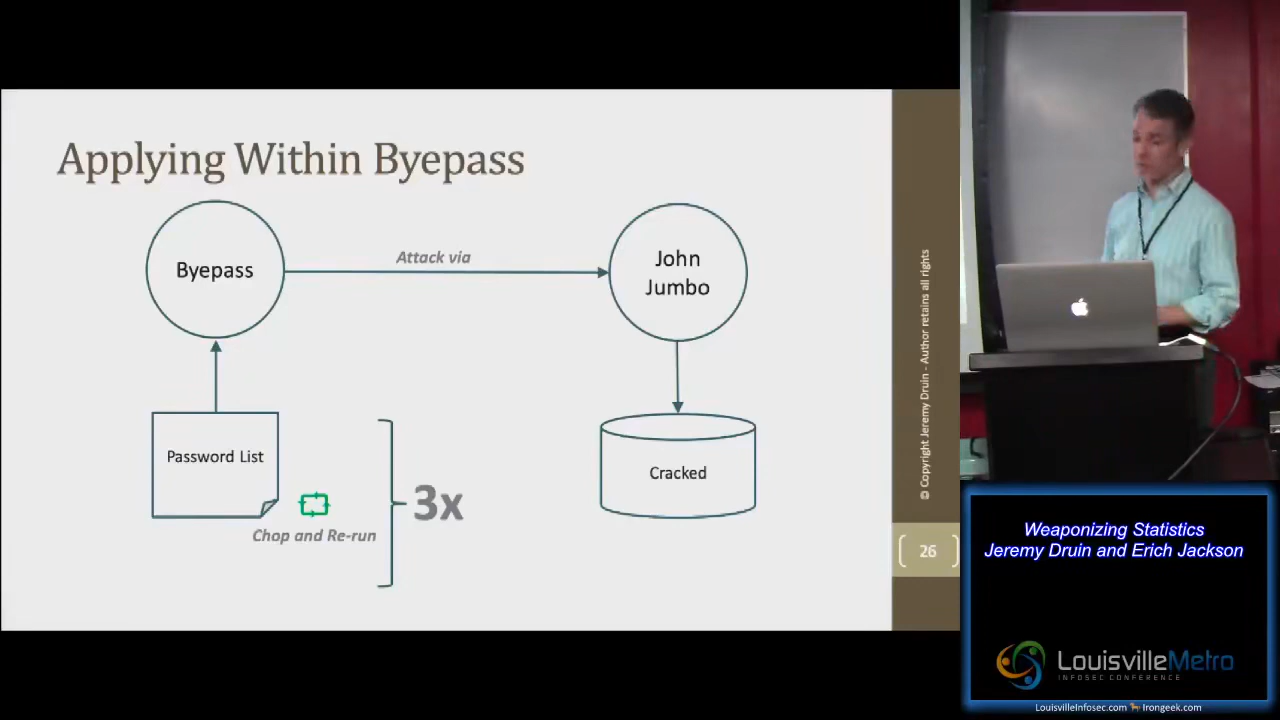 Applying Within Byepass
Byepass
Attack via
John
Jumbo
Password List
Chop and Re-run
3x
Cracked
© Copyright Jeremy Druin - Author retains all rights
26
Weaponizing Statistics
Jeremy Druin and Erich Jackson
LouisvilleMetro
INFOSEC CONFERENCE
LouisvilleInfosec.com Irongeek.com